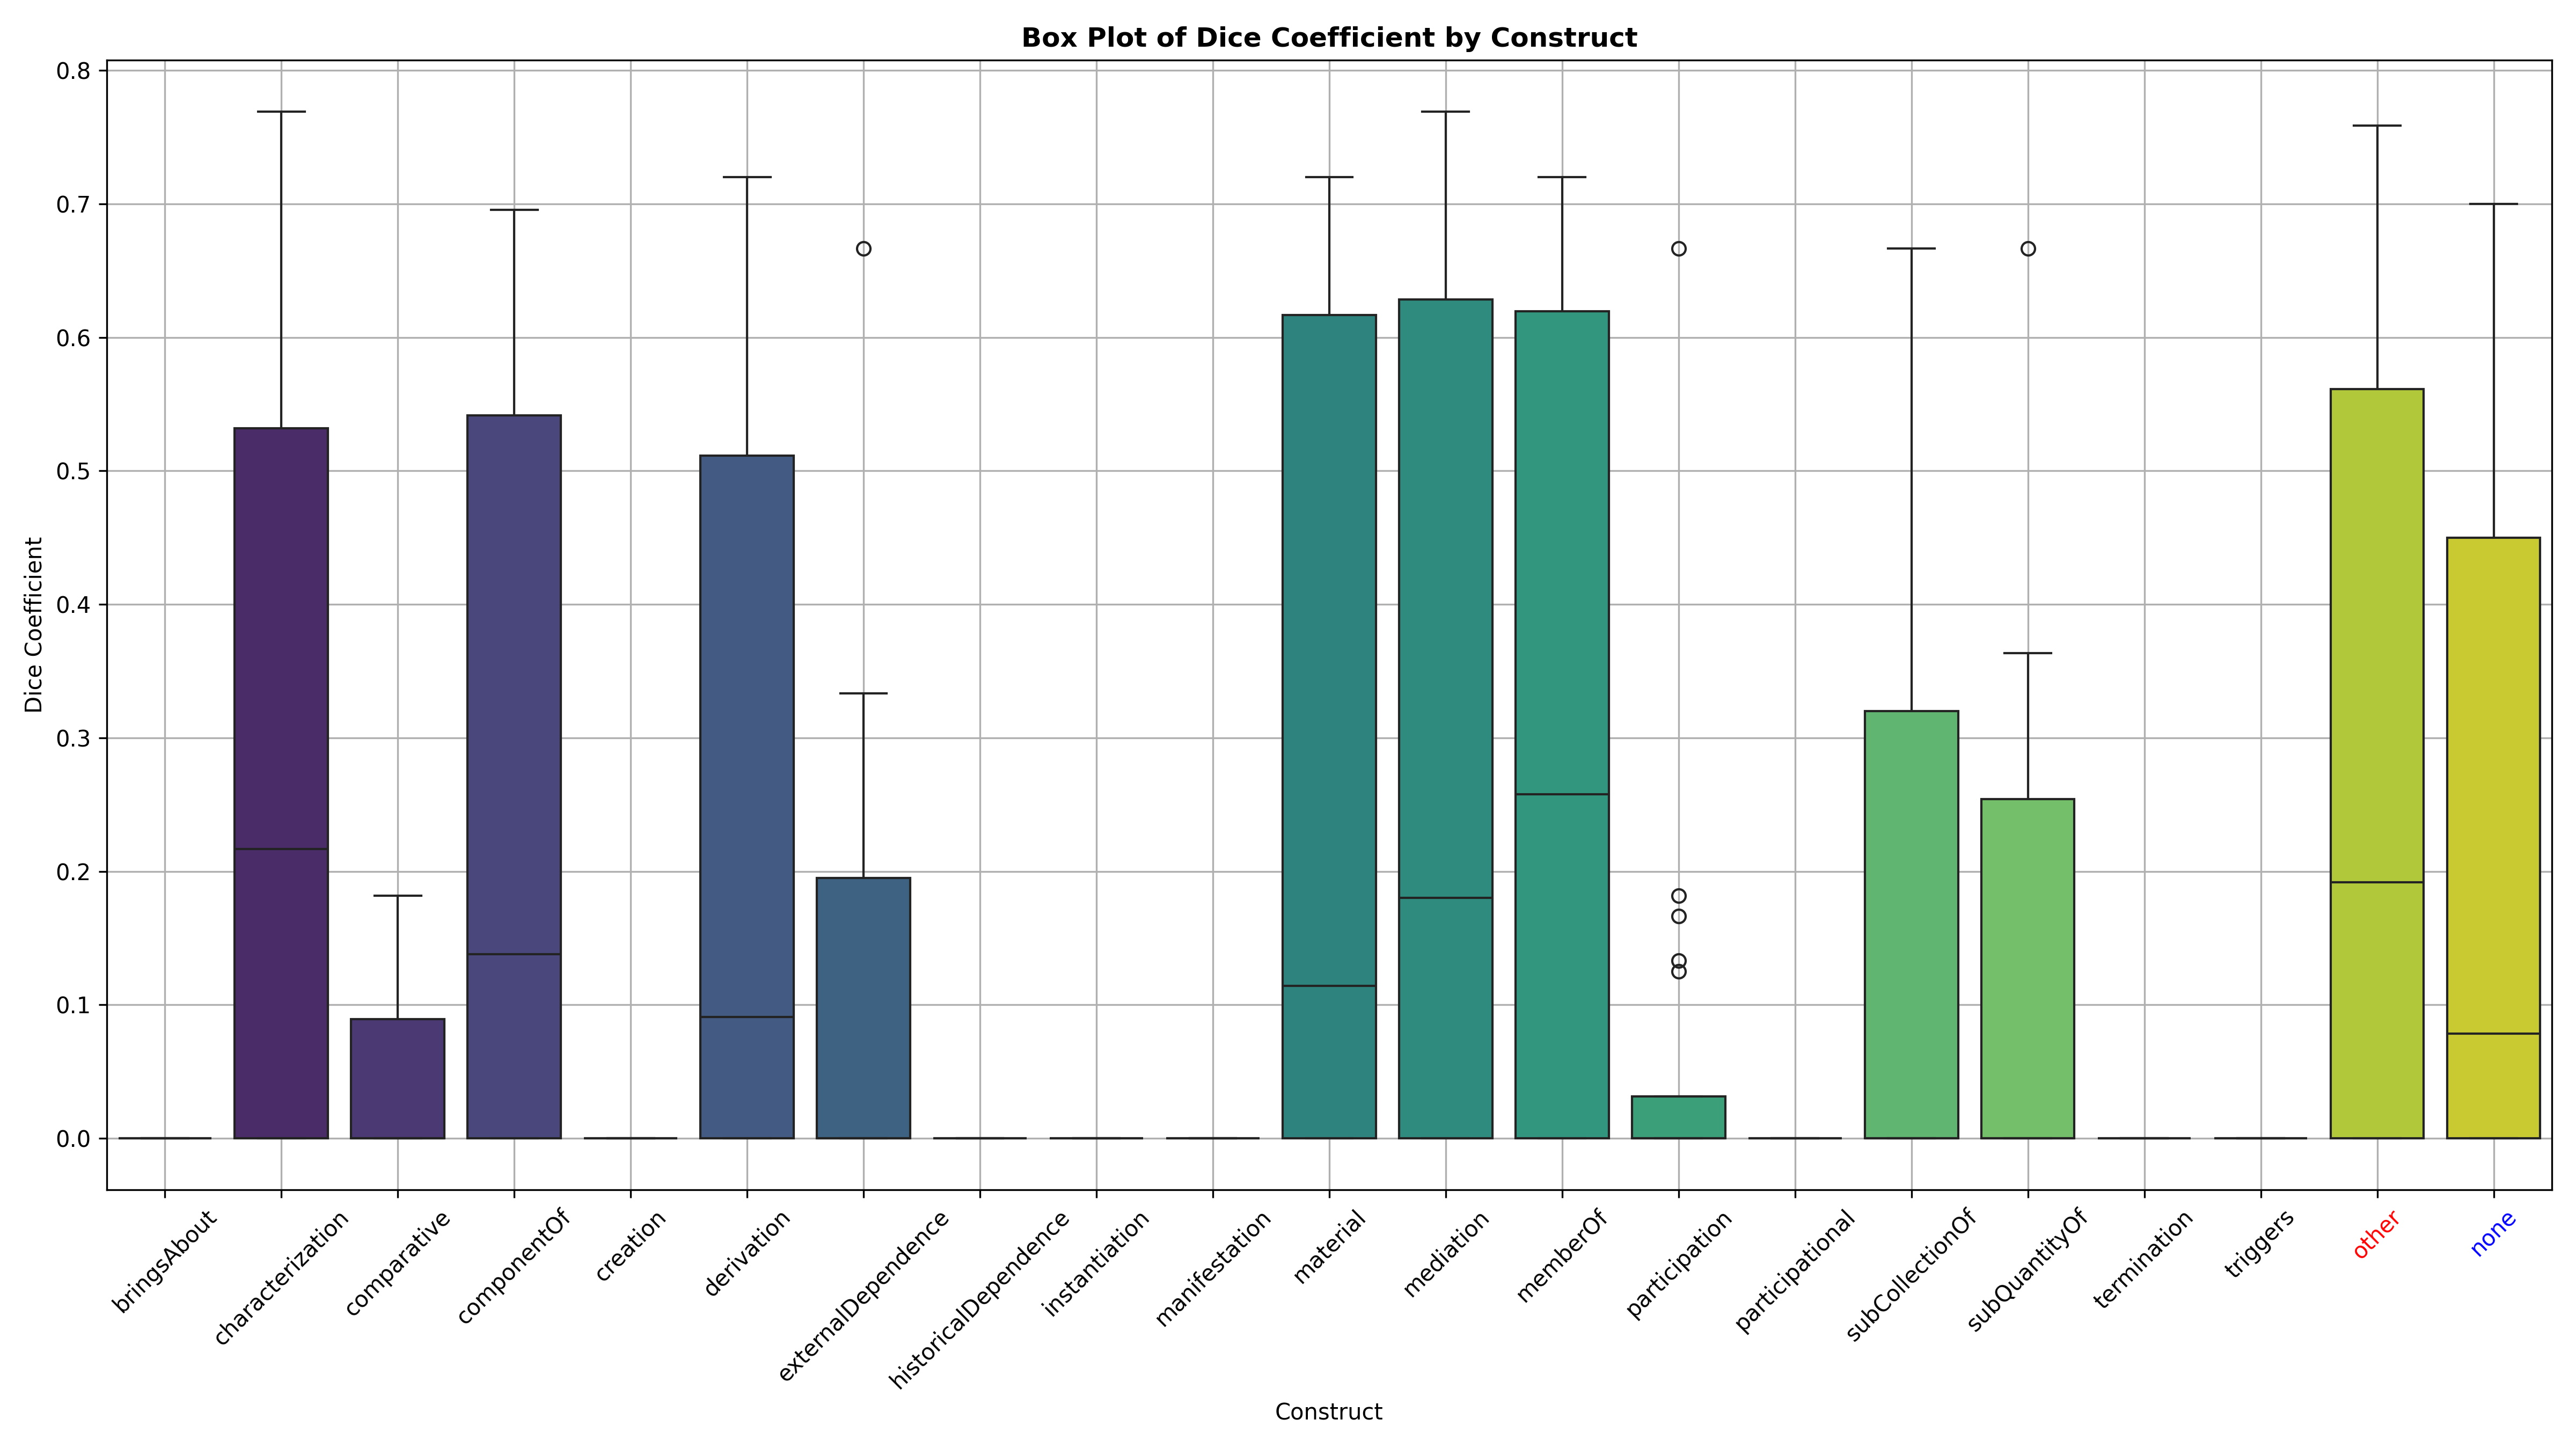 Box Plot of Dice Coefficient by Construct
Dice Coefficient
0.8
0.7
0.6
0.5
0.4
0.3
0.2
0.1
0.0
bringsAbout
characterization
comparative
componentOf
creation
derivation
externalDependence
historicalDependence
instantiation
manifestation
material
mediation
memberOf
participation
participational
subCollectionOf
subQuantityOf
termination
triggers
other
none
Construct